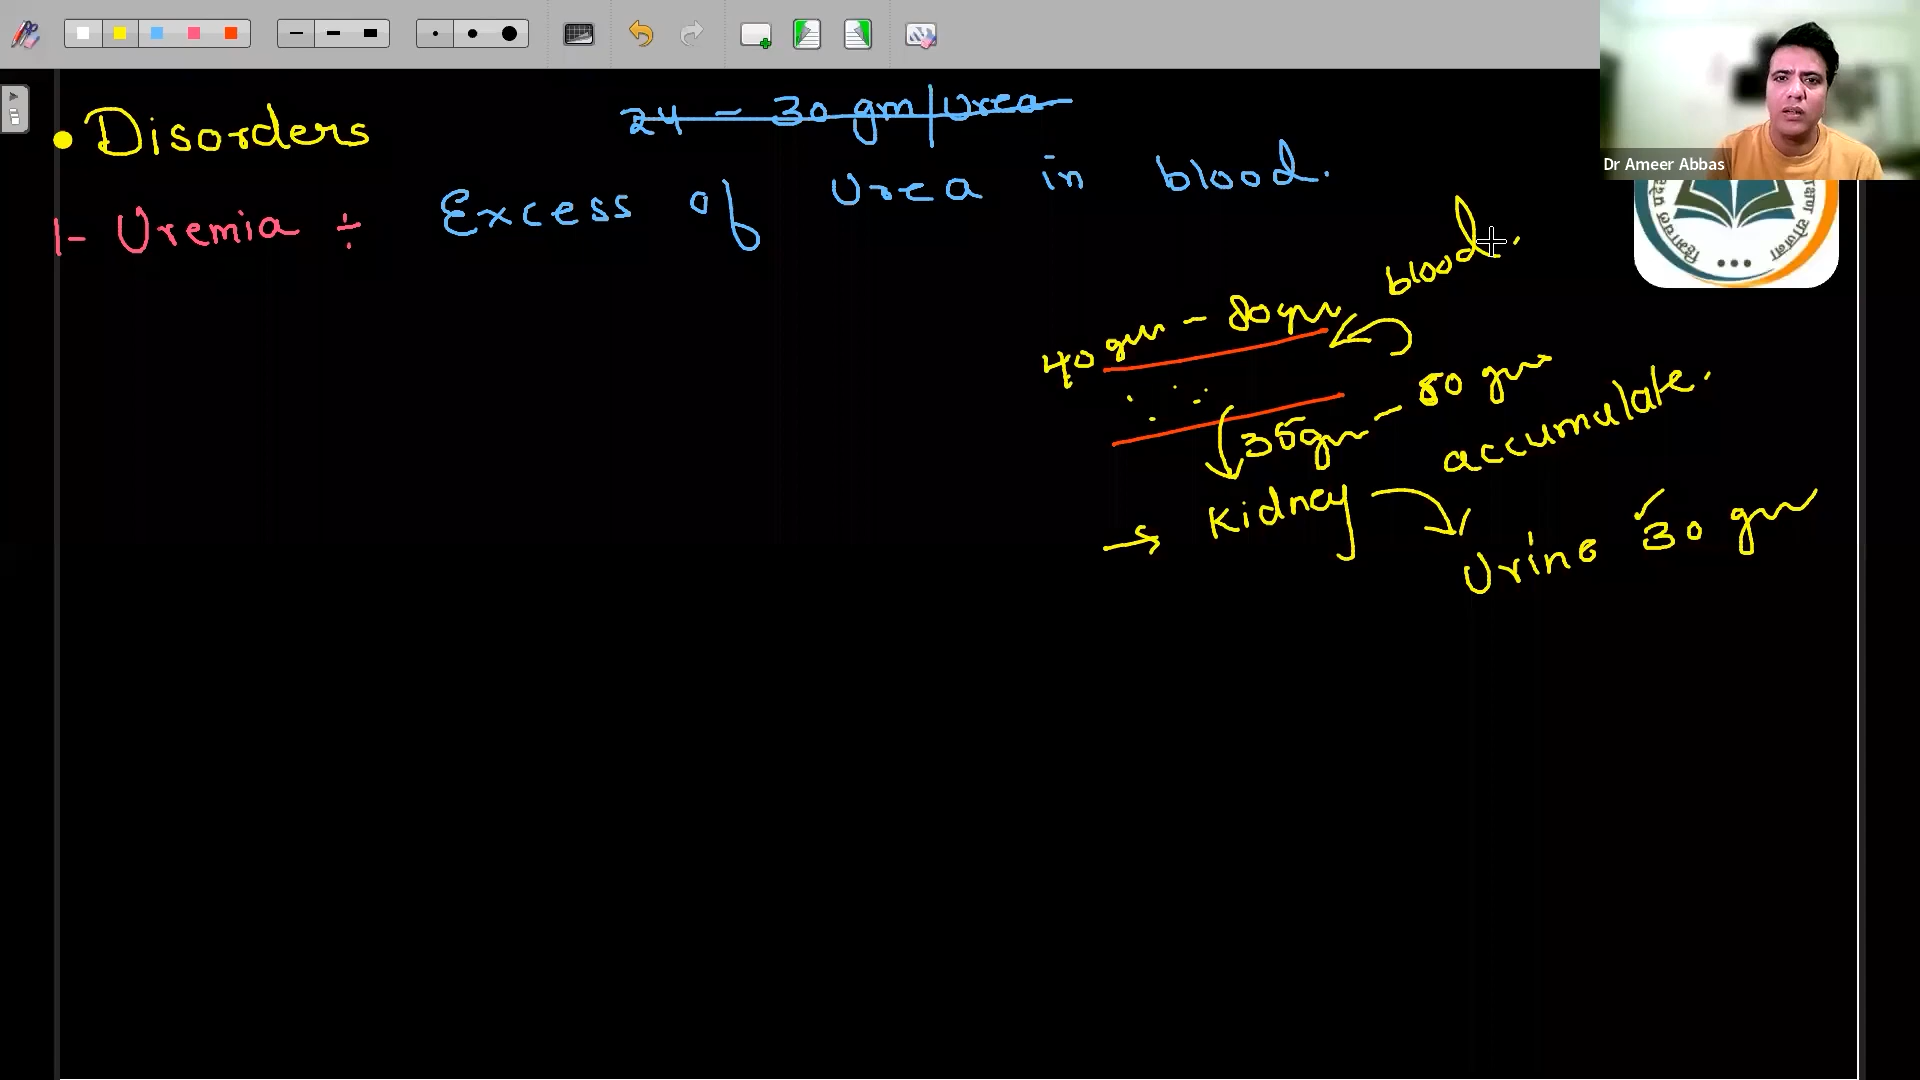 24 - 30 gm | Urea
• Disorders
1- Uremia ÷ Excess of Urea in blood.
blood.
40 gm - 80 gm
35 gm - 80 gm
accumulate.
→ Kidney
Urine 30 gm
Dr Ameer Abbas